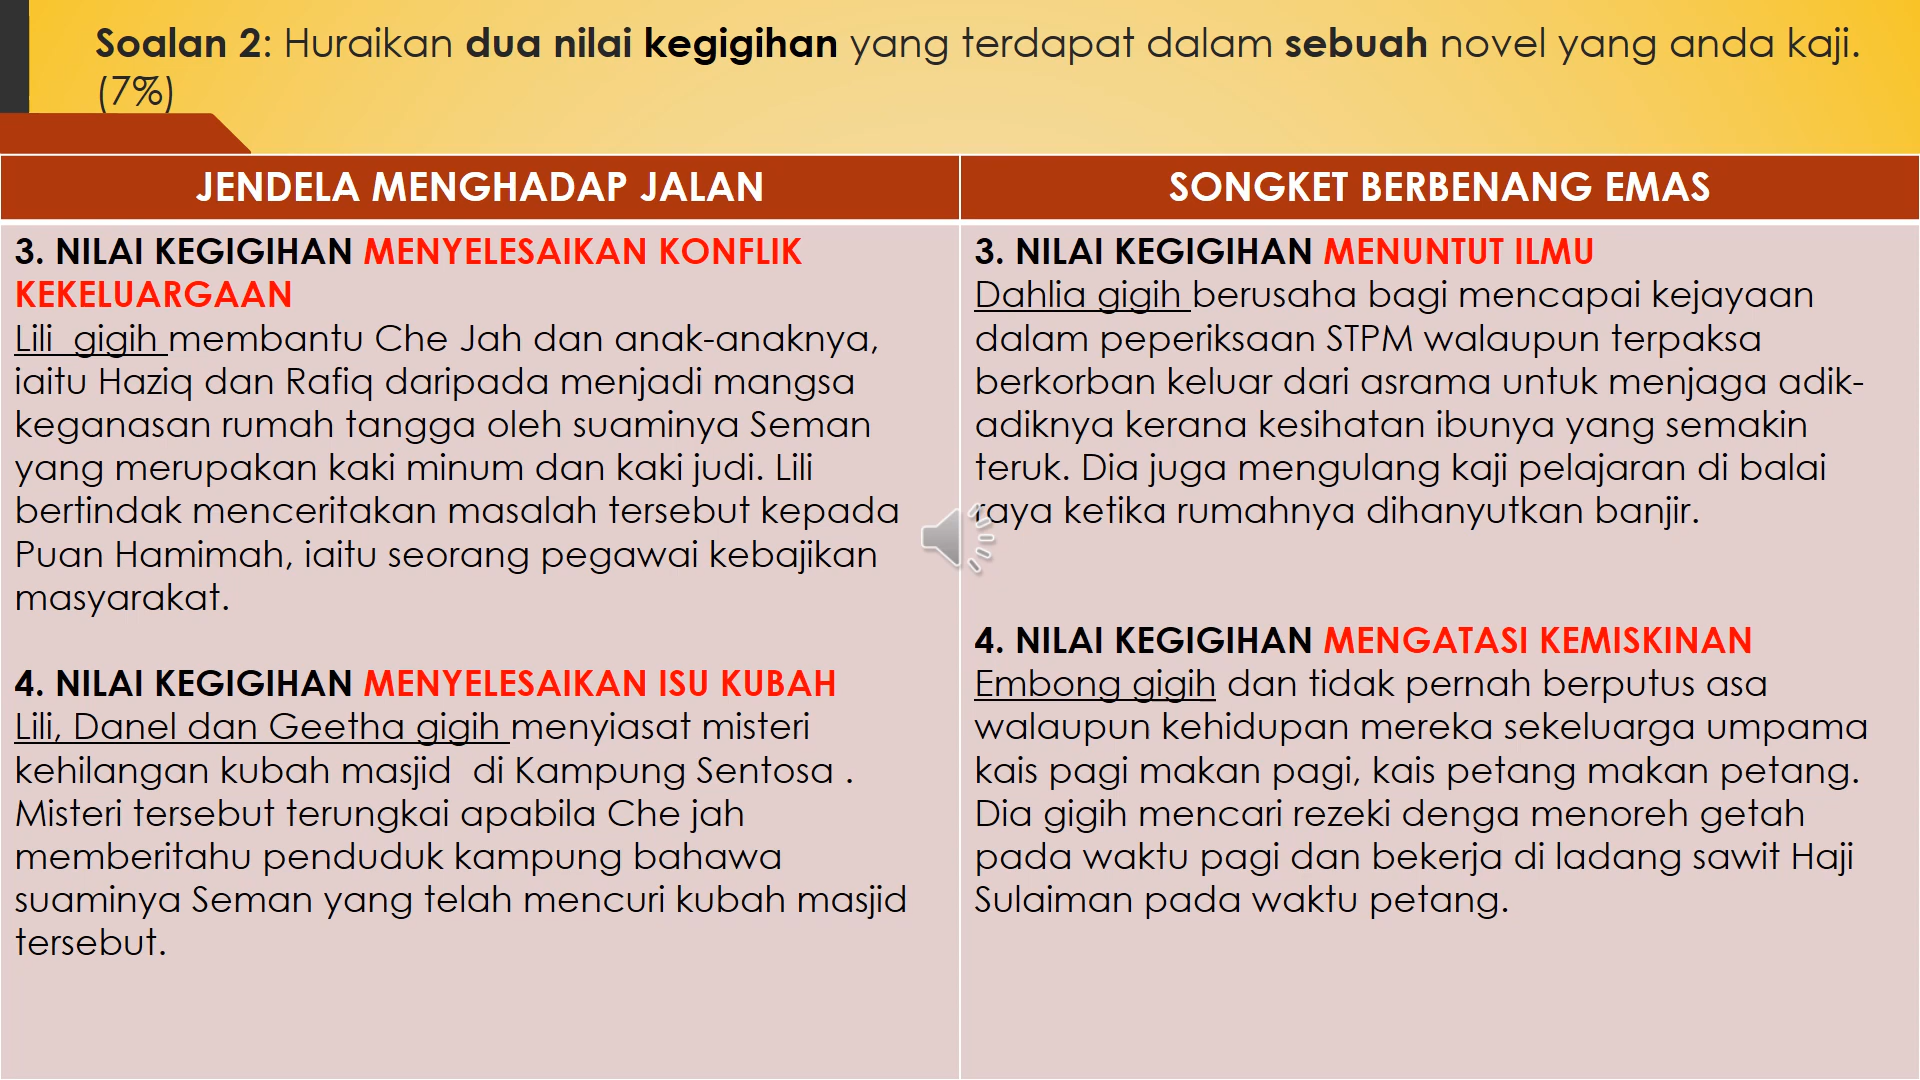 Soalan 2: Huraikan dua nilai kegigihan yang terdapat dalam sebuah novel yang anda kaji.
(7%)
JENDELA MENGHADAP JALAN
3. NILAI KEGIGIHAN MENYELESAIKAN KONFLIK
KEKELUARGAAN
Lili  gigih membantu Che Jah dan anak-anaknya,
iaitu Haziq dan Rafiq daripada menjadi mangsa
keganasan rumah tangga oleh suaminya Seman
yang merupakan kaki minum dan kaki judi. Lili
bertindak menceritakan masalah tersebut kepada
Puan Hamimah, iaitu seorang pegawai kebajikan
masyarakat.
4. NILAI KEGIGIHAN MENYELESAIKAN ISU KUBAH
Lili, Danel dan Geetha gigih menyiasat misteri
kehilangan kubah masjid  di Kampung Sentosa .
Misteri tersebut terungkai apabila Che jah
memberitahu penduduk kampung bahawa
suaminya Seman yang telah mencuri kubah masjid
tersebut.
SONGKET BERBENANG EMAS
3. NILAI KEGIGIHAN MENUNTUT ILMU
Dahlia gigih berusaha bagi mencapai kejayaan
dalam peperiksaan STPM walaupun terpaksa
berkorban keluar dari asrama untuk menjaga adik-
adiknya kerana kesihatan ibunya yang semakin
teruk. Dia juga mengulang kaji pelajaran di balai
raya ketika rumahnya dihanyutkan banjir.
4. NILAI KEGIGIHAN MENGATASI KEMISKINAN
Embong gigih dan tidak pernah berputus asa
walaupun kehidupan mereka sekeluarga umpama
kais pagi makan pagi, kais petang makan petang.
Dia gigih mencari rezeki denga menoreh getah
pada waktu pagi dan bekerja di ladang sawit Haji
Sulaiman pada waktu petang.